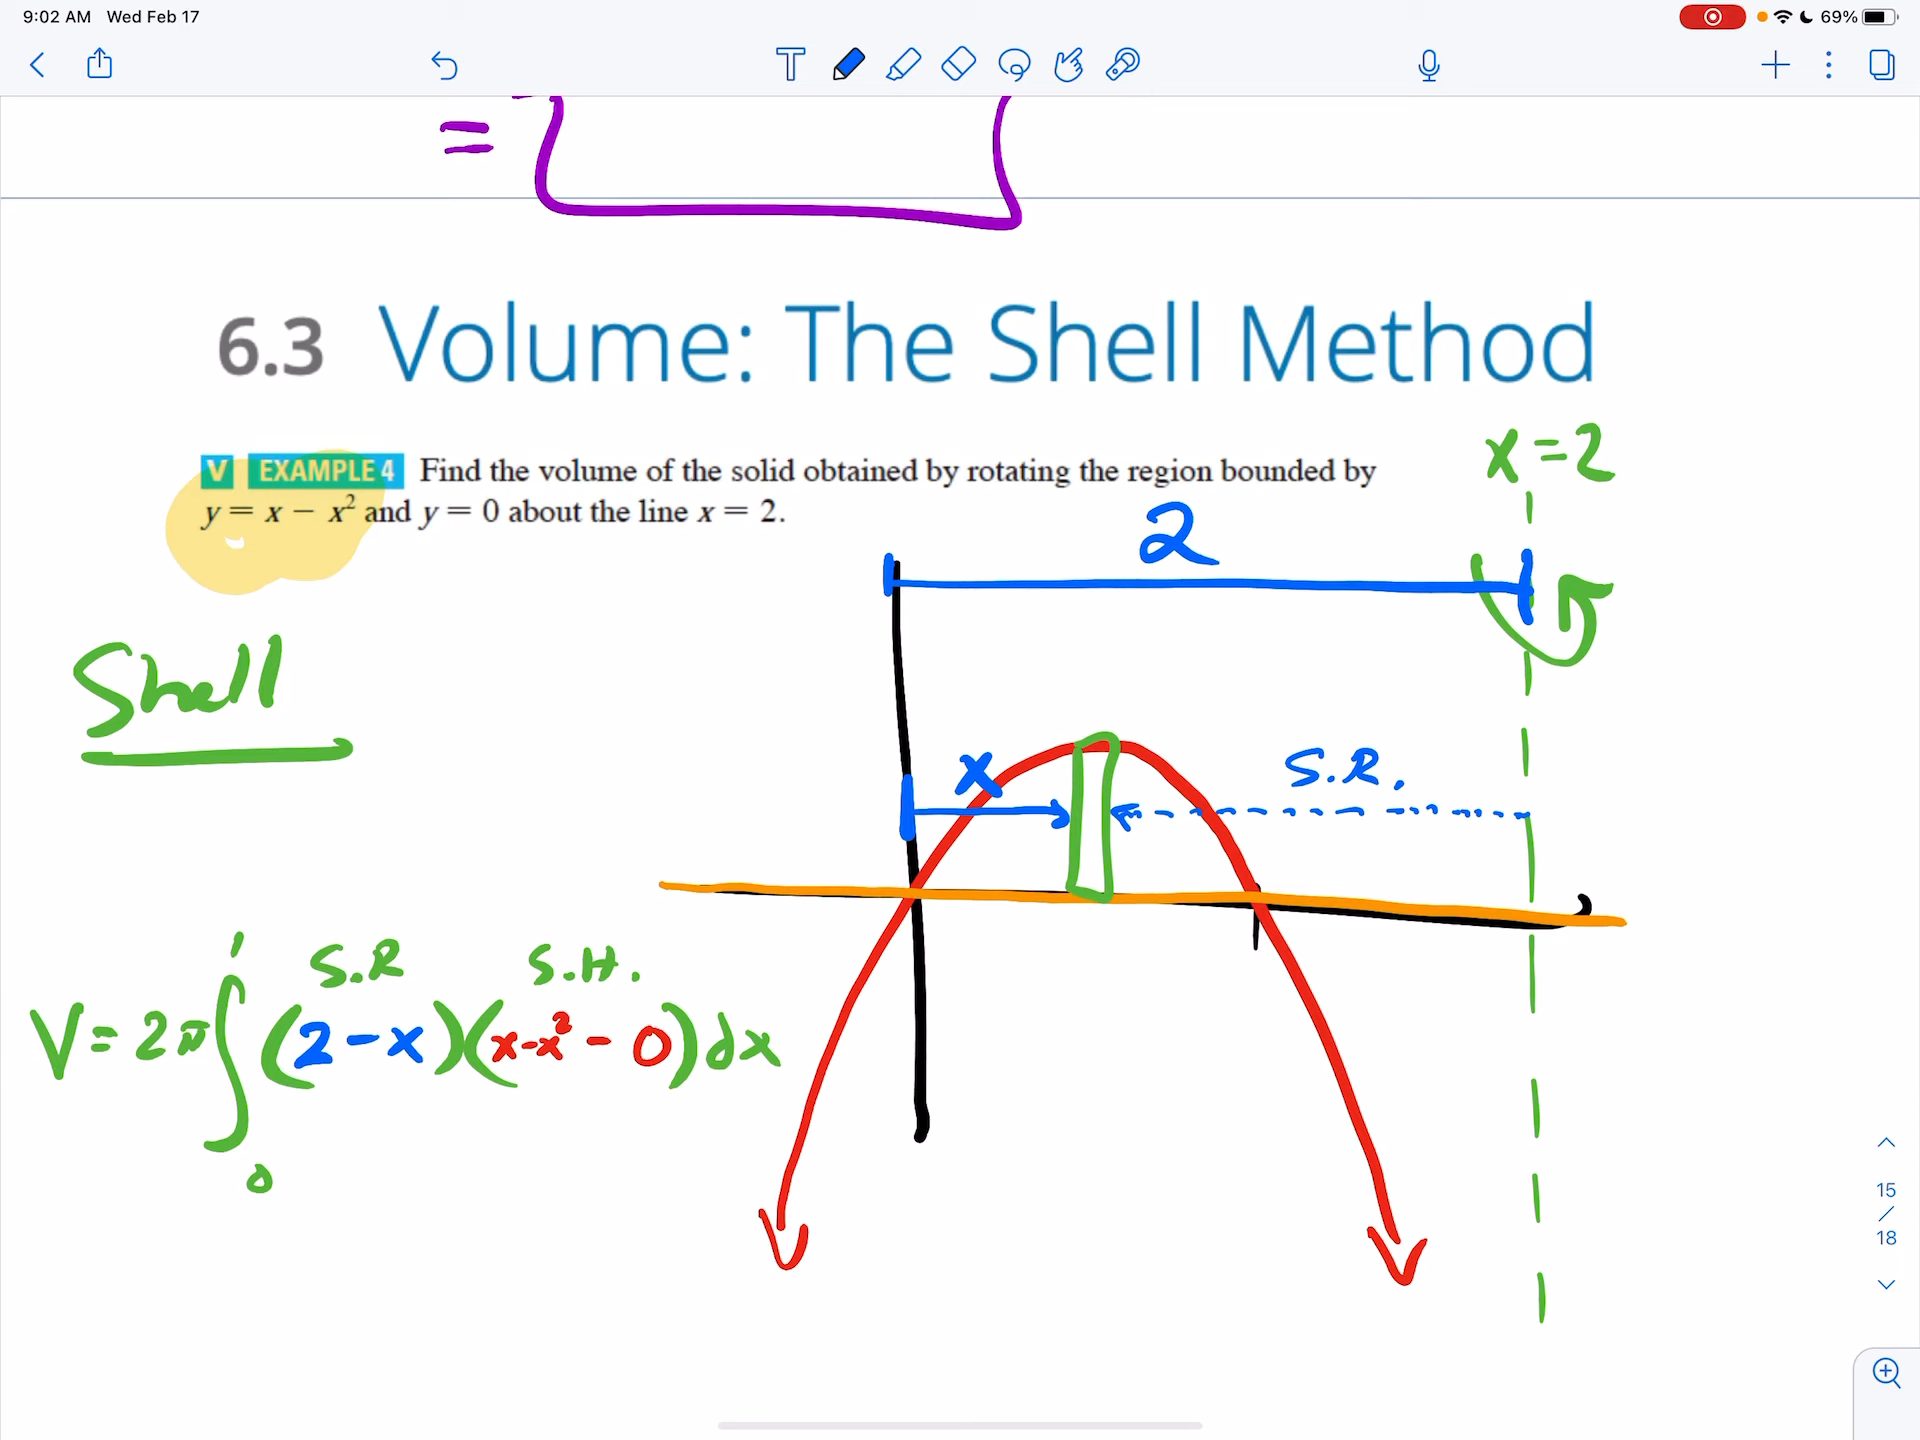 9:02 AM Wed Feb 17
69%
=
6.3 Volume: The Shell Method
V EXAMPLE 4 Find the volume of the solid obtained by rotating the region bounded by
y = x − x² and y = 0 about the line x = 2.
x = 2
2
Shell
x
S.R.
S.R S.H.
V = 2π∫₀¹ (2 − x)(x-x² - 0)dx
15
/
18